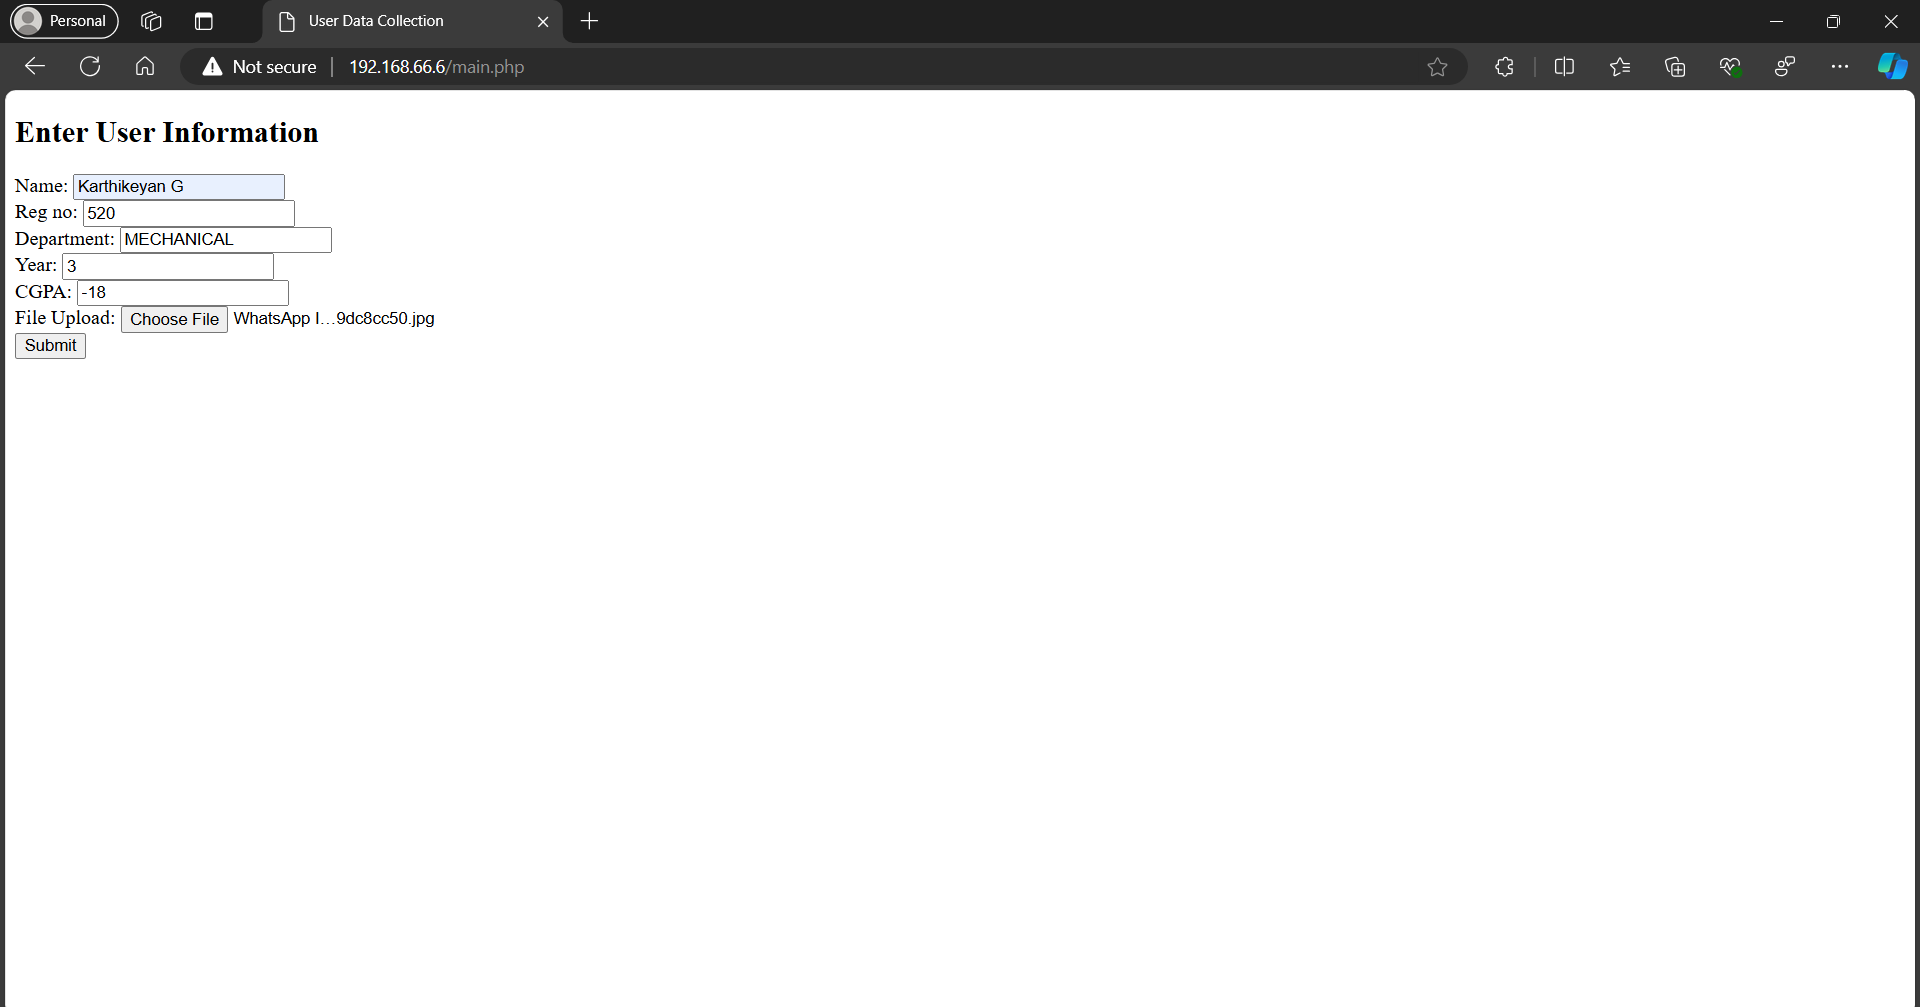 Personal
User Data Collection
Not secure
192.168.66.6/main.php
Enter User Information
Name: Karthikeyan G
Reg no: 520
Department: MECHANICAL
Year: 3
CGPA: -18
File Upload: Choose File WhatsApp I...9dc8cc50.jpg
Submit